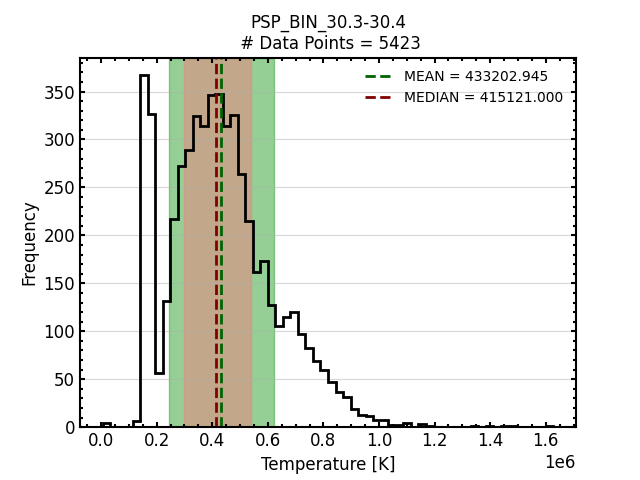 PSP_BIN_30.3-30.4
# Data Points = 5423
MEAN = 433202.945
MEDIAN = 415121.000
Frequency
350
300
250
200
150
100
50
0
0.0 0.2 0.4 0.6 0.8 1.0 1.2 1.4 1.6
1e6
Temperature [K]